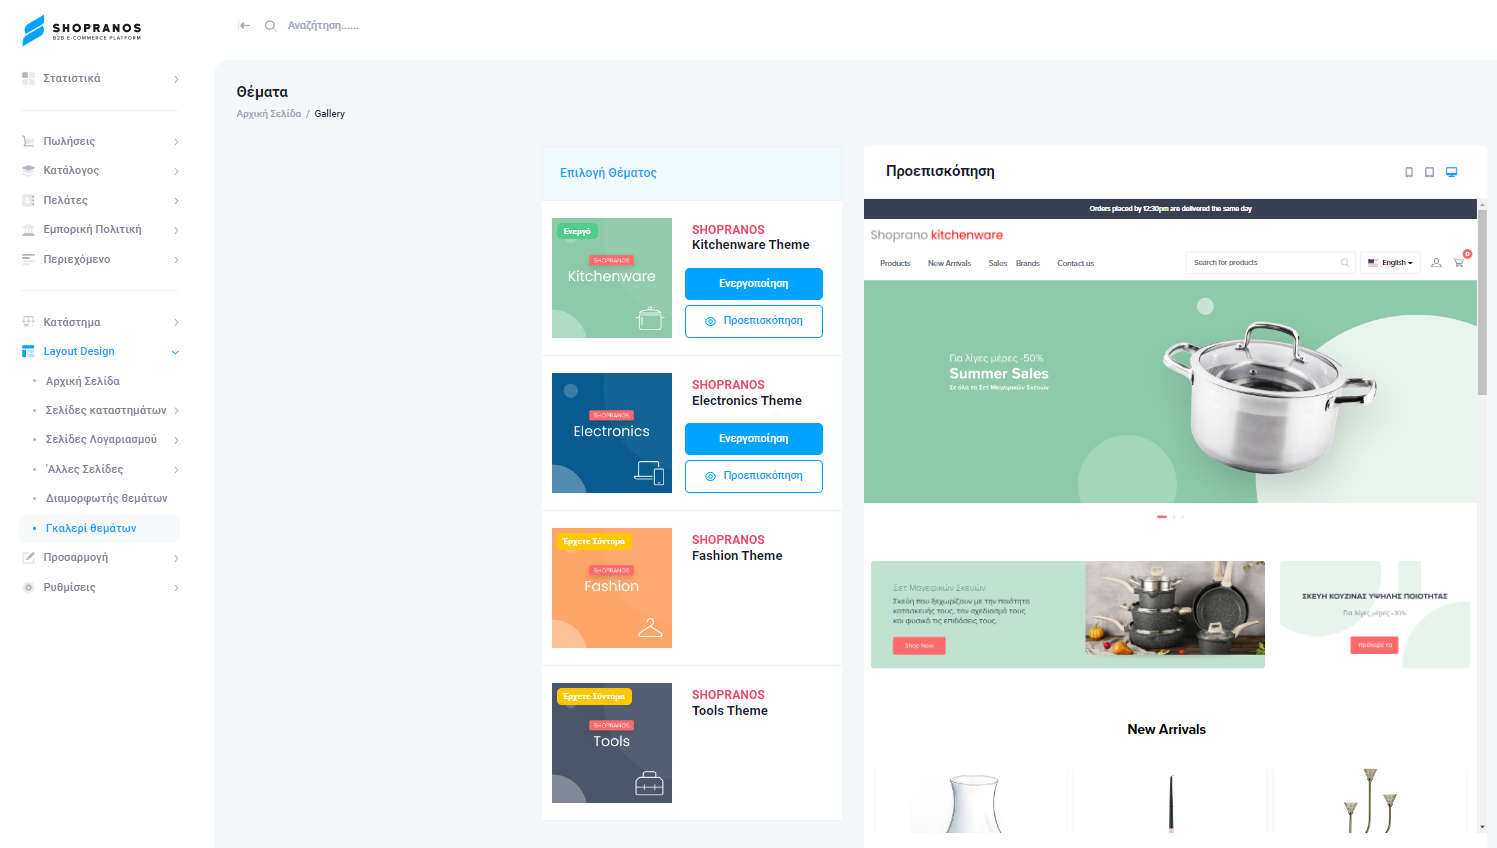 SHOPRANOS
B2B E-COMMERCE PLATFORM
Αναζήτηση......
Στατιστικά
Πωλήσεις
Κατάλογος
Πελάτες
Εμπορική Πολιτική
Περιεχόμενο
Κατάστημα
Layout Design
Αρχική Σελίδα
Σελίδες καταστημάτων
Σελίδες Λογαριασμού
'Άλλες Σελίδες
Διαμορφωτής θεμάτων
Γκαλερί θεμάτων
Προσαρμογή
Ρυθμίσεις
Θέματα
Αρχική Σελίδα / Gallery
Επιλογή Θέματος
Ενεργό
SHOPRANOS
Kitchenware
SHOPRANOS
Kitchenware Theme
Ενεργοποίηση
Προεπισκόπηση
SHOPRANOS
Electronics
SHOPRANOS
Electronics Theme
Ενεργοποίηση
Προεπισκόπηση
Έρχετε Σύντομα
SHOPRANOS
Fashion
SHOPRANOS
Fashion Theme
Έρχετε Σύντομα
SHOPRANOS
Tools
SHOPRANOS
Tools Theme
Προεπισκόπηση
Orders placed by 12:30pm are delivered the same day
Shoprano kitchenware
Products New Arrivals Sales Brands Contact us
Search for products
English
0
Για λίγες μέρες -50%
Summer Sales
Σε όλα τα Σετ Μαγειρικών Σκευών
Σετ Μαγειρικών Σκευών
Σκεύη που ξεχωρίζουν με την ποιότητα
κατασκευής τους, τον σχεδιασμό τους
και φυσικά τις επιδόσεις τους.
Shop Now
ΣΚΕΥΗ ΚΟΥΖΙΝΑΣ ΥΨΗΛΗΣ ΠΟΙΟΤΗΤΑΣ
Για λίγες μέρες -30%
πρόλαβέ τα
New Arrivals